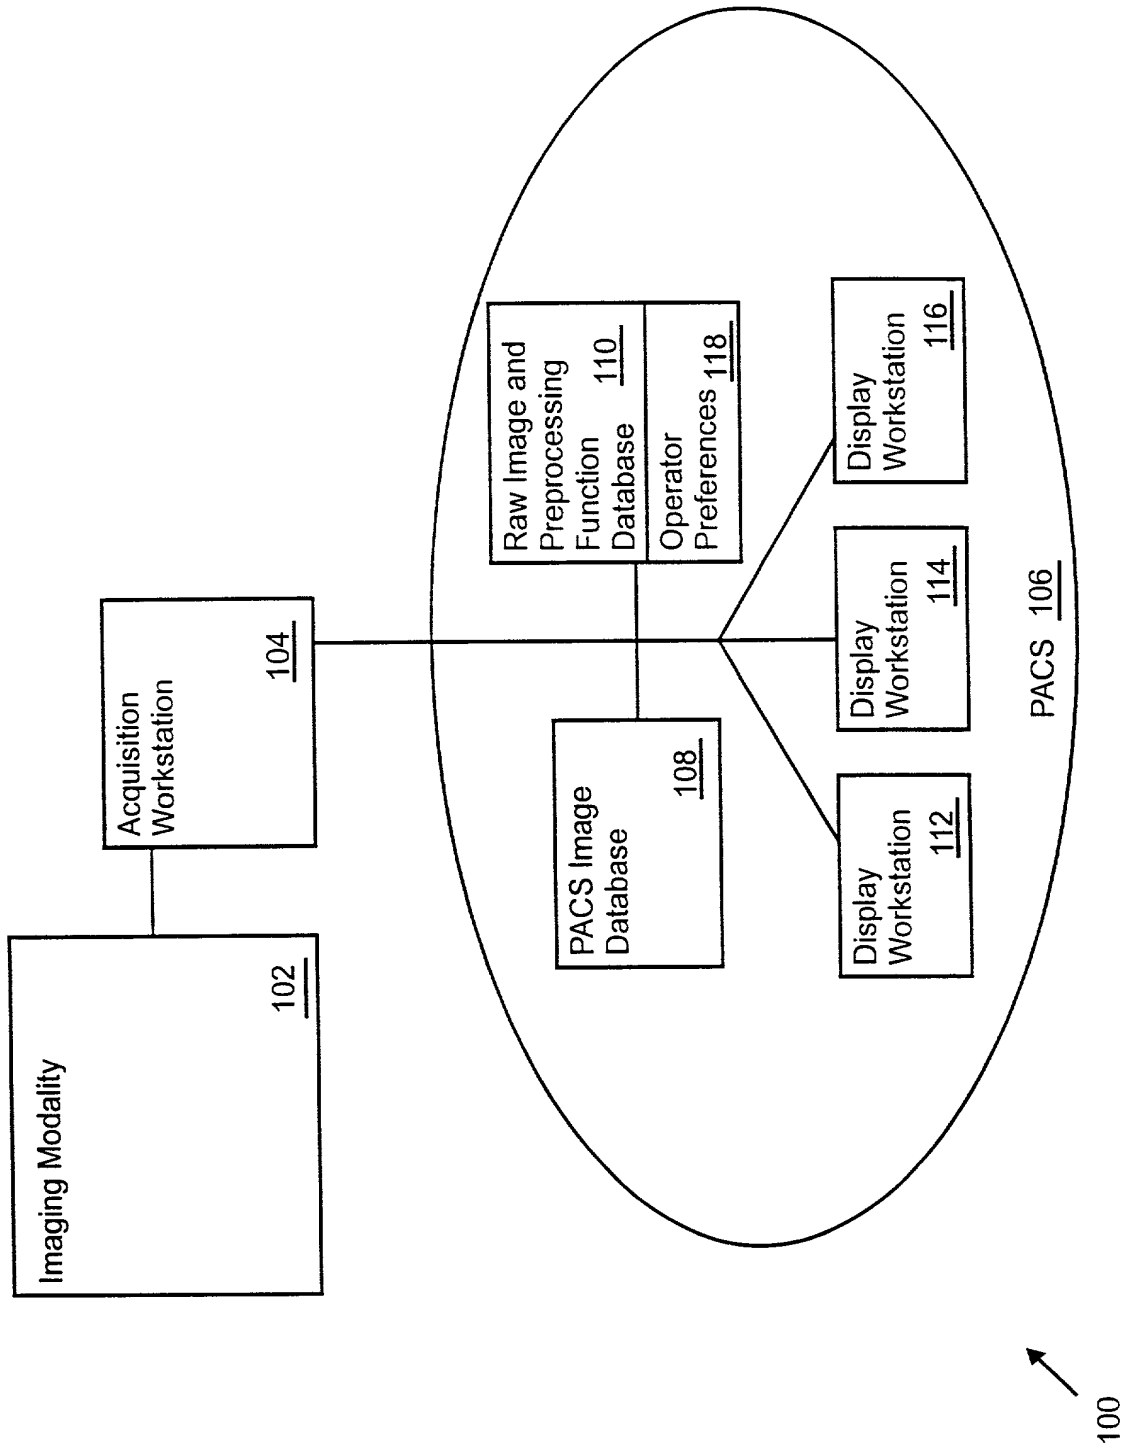 Imaging Modality
102
Acquisition
Workstation
104
PACS Image
Database
108
Raw Image and
Preprocessing
Function
Database
110
Operator
Preferences
118
Display
Workstation
112
Display
Workstation
114
Display
Workstation
116
PACS 106
100